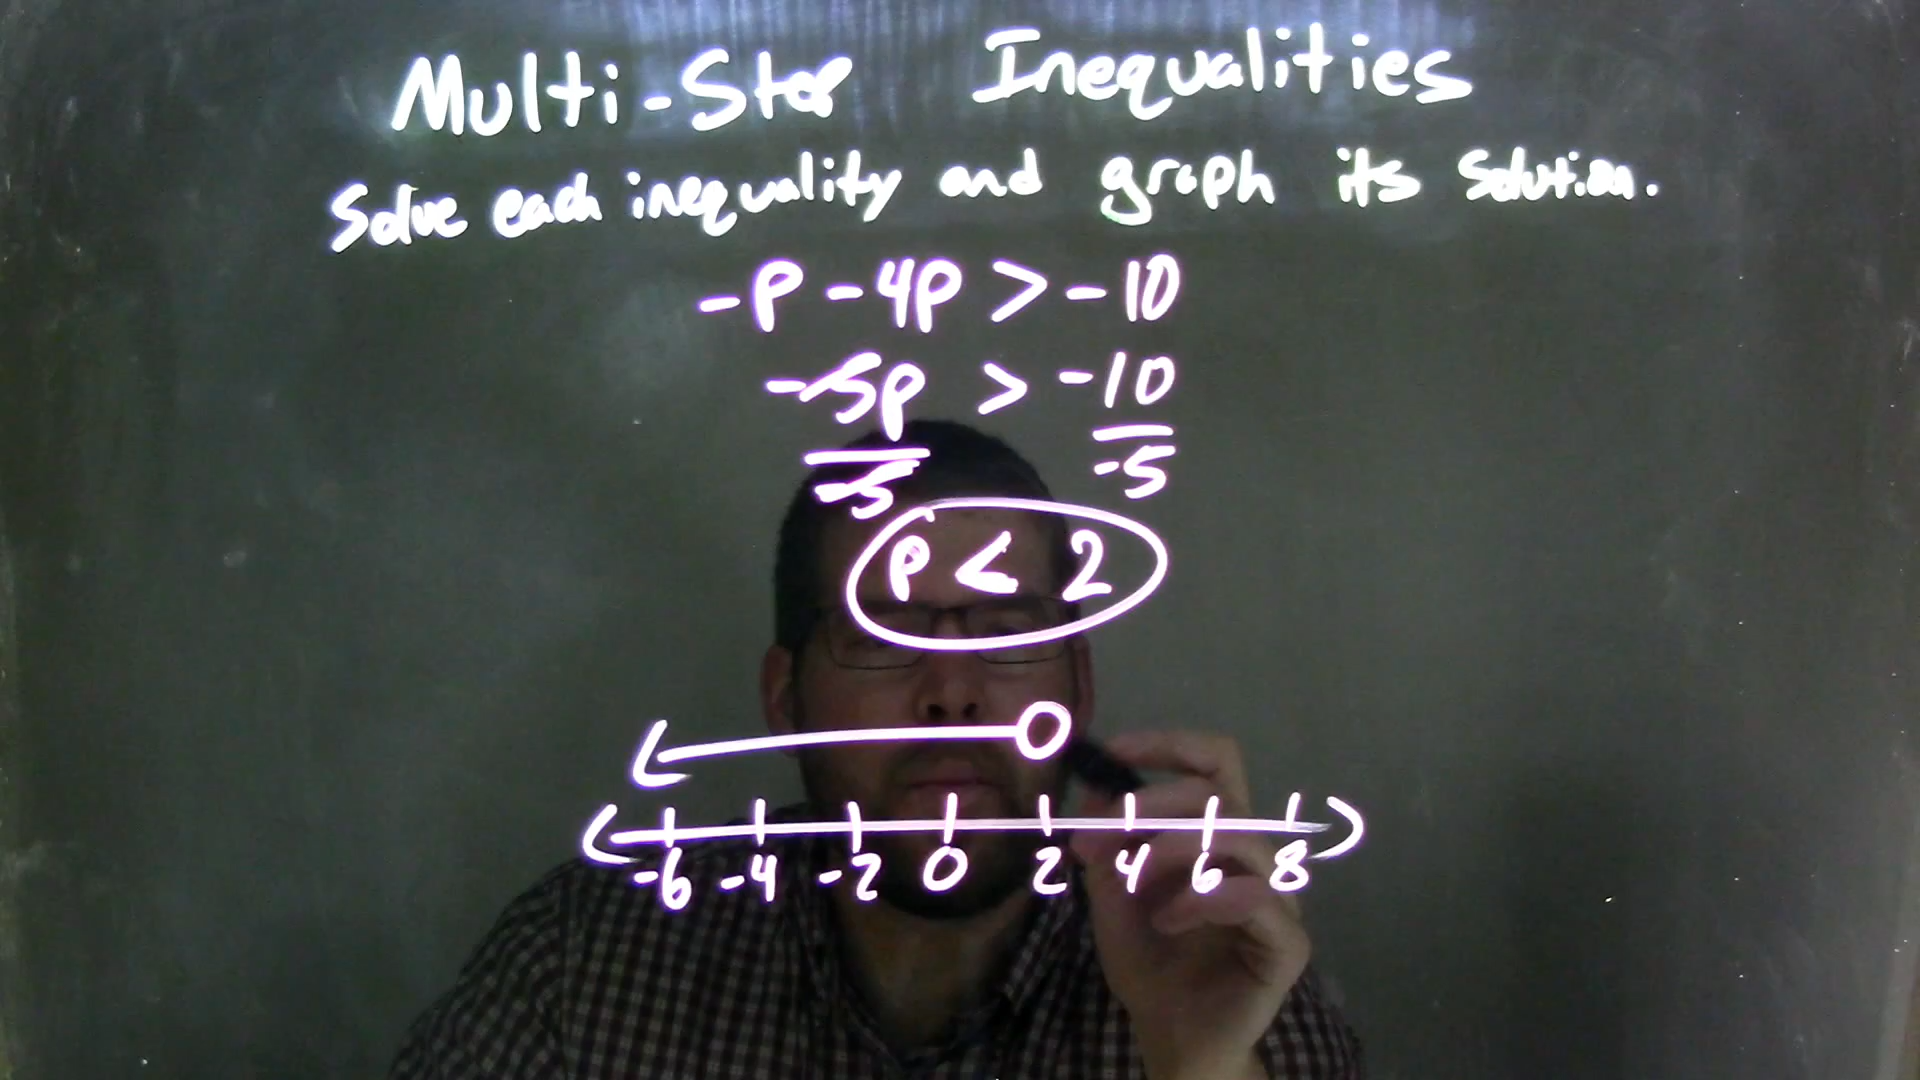 Multi-Step Inequalities
Solve each inequality and graph its solution.
-p - 4p > -10
-5p > -10
-5 -5
p < 2
-6 -4 -2 0 2 4 6 8